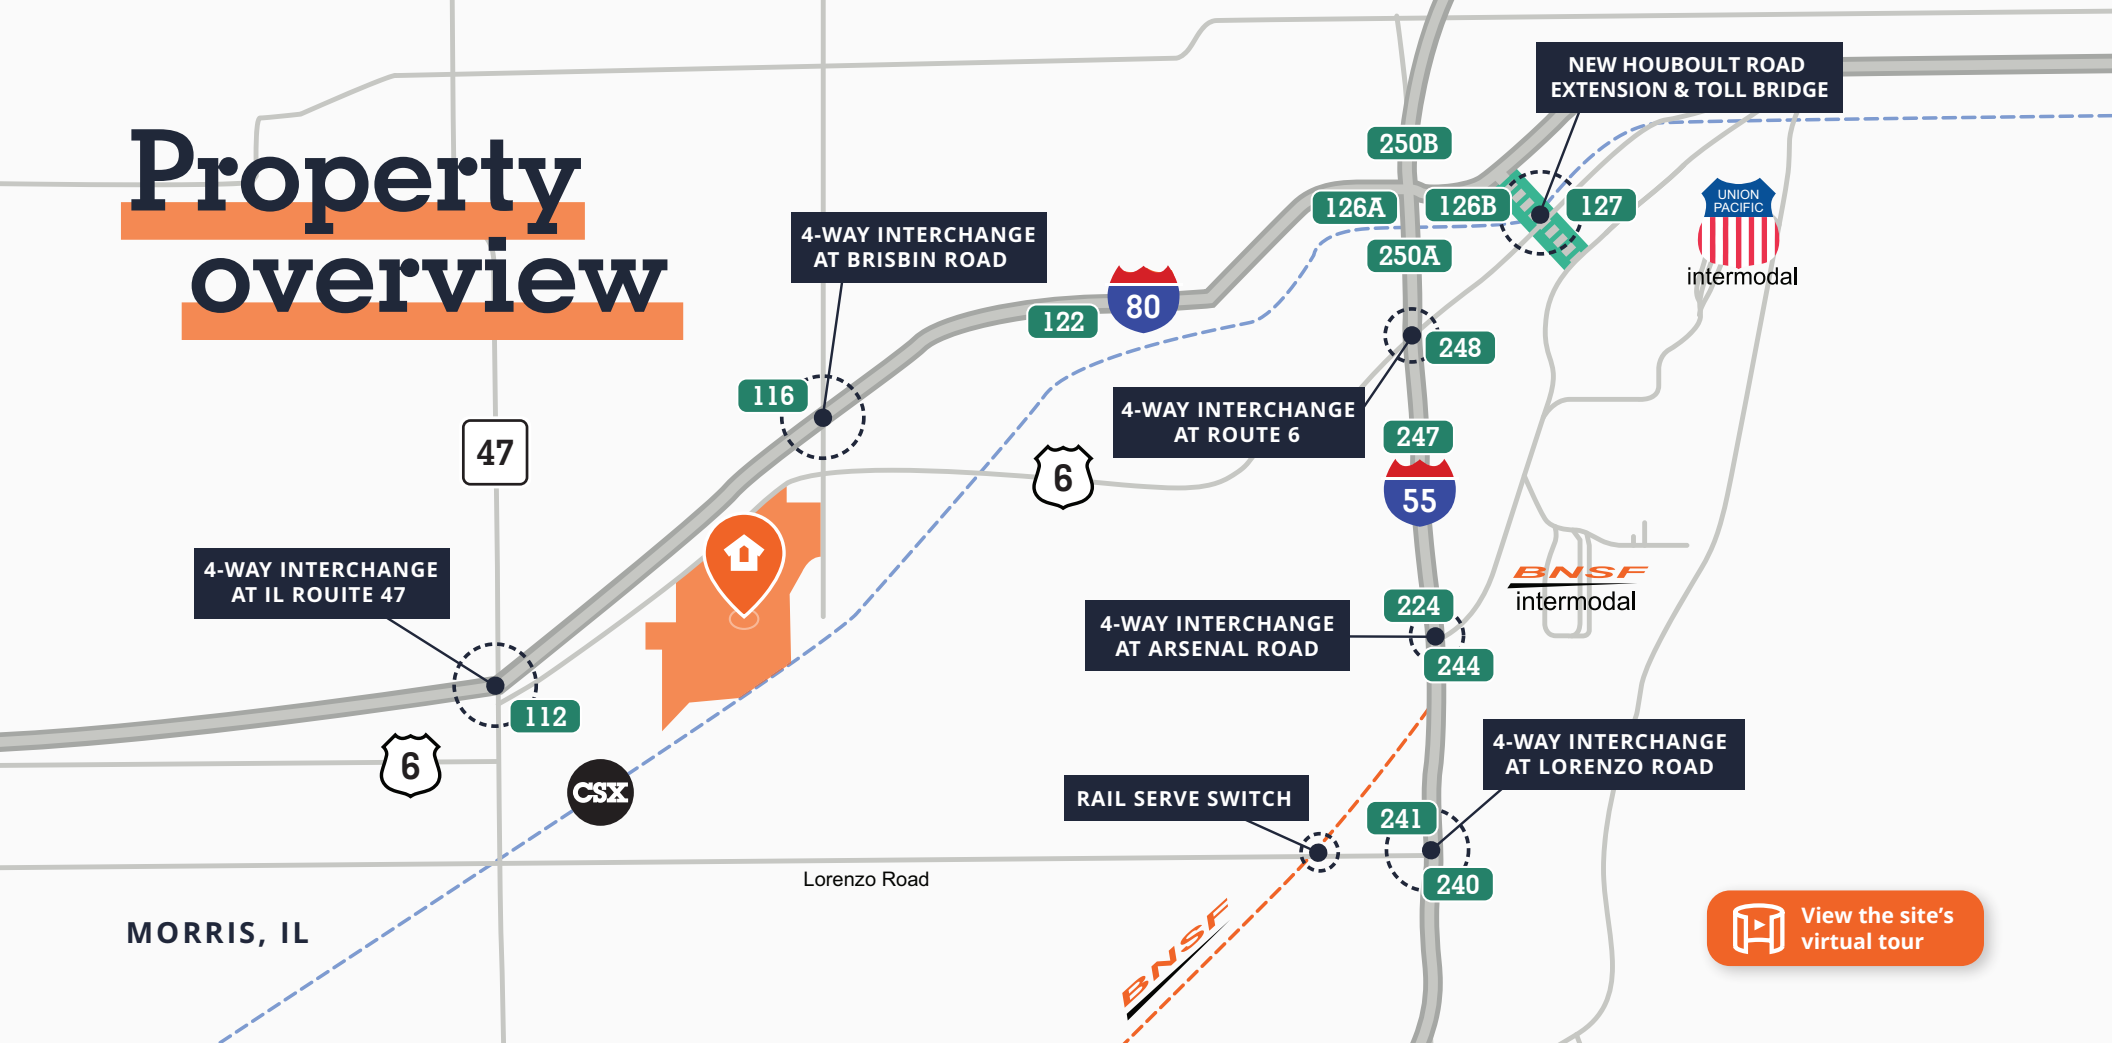 Property
overview
NEW HOUBOULT ROAD
EXTENSION & TOLL BRIDGE
250B
126A
126B
127
250A
UNION
PACIFIC
intermodal
4-WAY INTERCHANGE
AT BRISBIN ROAD
80
122
248
116
4-WAY INTERCHANGE
AT ROUTE 6
247
47
6
55
4-WAY INTERCHANGE
AT IL ROUITE 47
BNSF
intermodal
224
4-WAY INTERCHANGE
AT ARSENAL ROAD
244
112
6
4-WAY INTERCHANGE
AT LORENZO ROAD
CSX
RAIL SERVE SWITCH
241
Lorenzo Road
240
MORRIS, IL
BNSF
View the site's
virtual tour